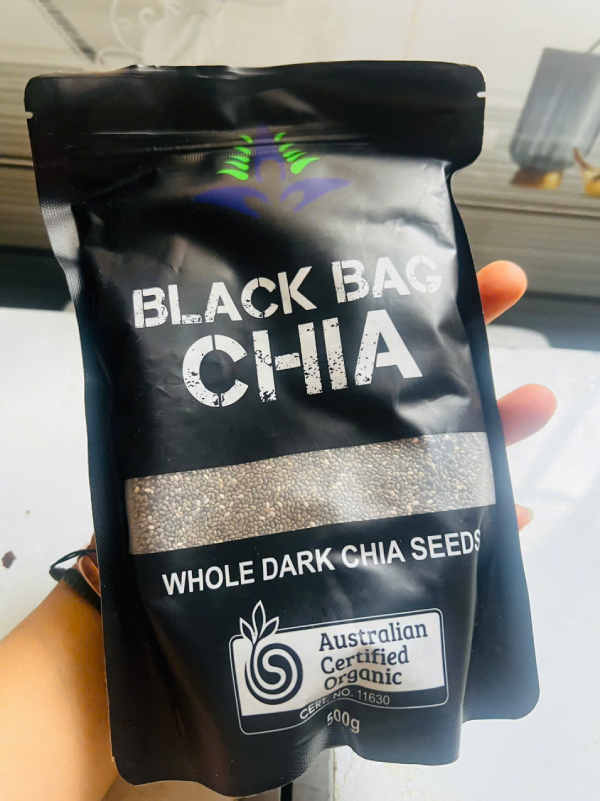 BLACK BAG
CHIA
WHOLE DARK CHIA SEEDS
Australian
Certified
Organic
CERT. NO. 11630
500g